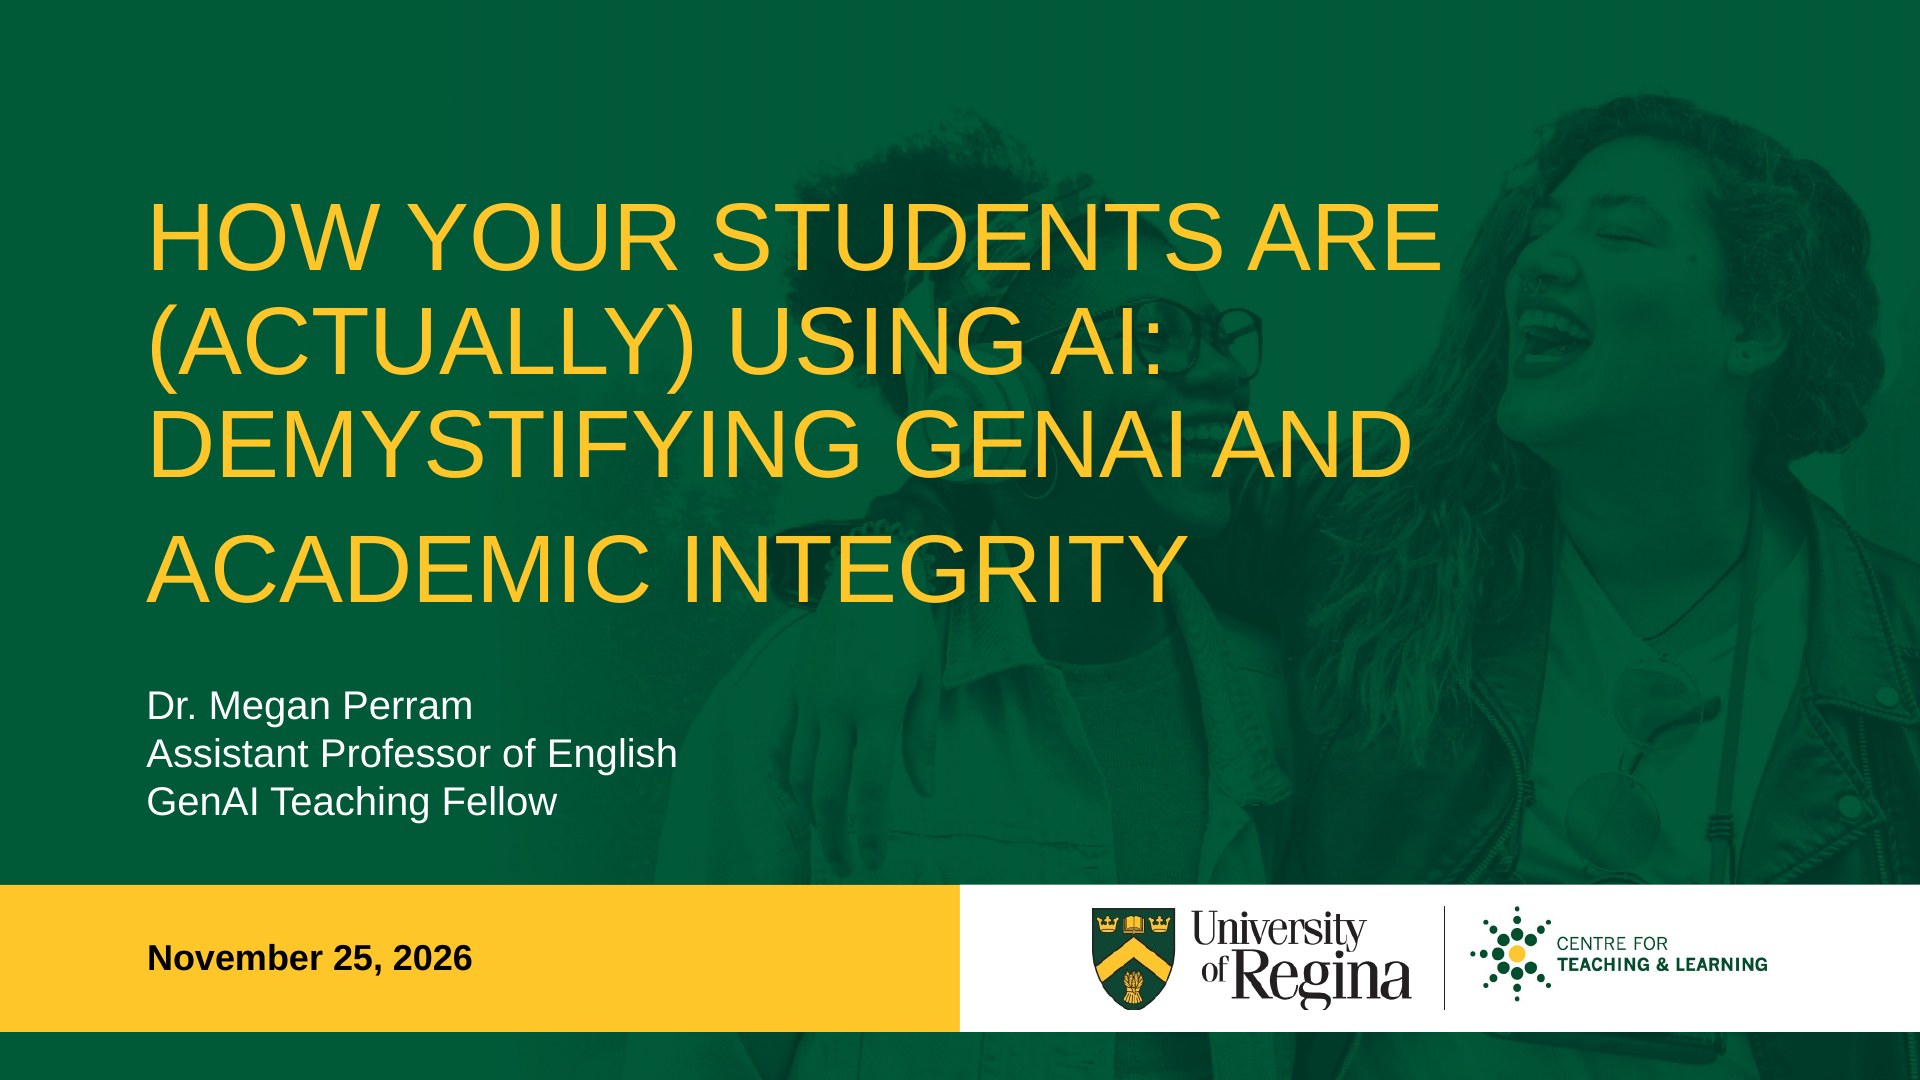 HOW YOUR STUDENTS ARE
(ACTUALLY) USING AI:
DEMYSTIFYING GENAI AND
ACADEMIC INTEGRITY
Dr. Megan Perram
Assistant Professor of English
GenAI Teaching Fellow
November 25, 2026
University
of Regina
CENTRE FOR
TEACHING & LEARNING